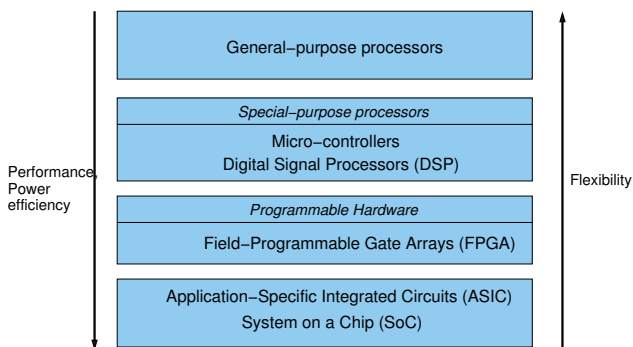 General−purpose processors
Special−purpose processors
Micro−controllers
Digital Signal Processors (DSP)
Performance,
Power
efficiency
Flexibility
Programmable Hardware
Field−Programmable Gate Arrays (FPGA)
Application−Specific Integrated Circuits (ASIC)
System on a Chip (SoC)